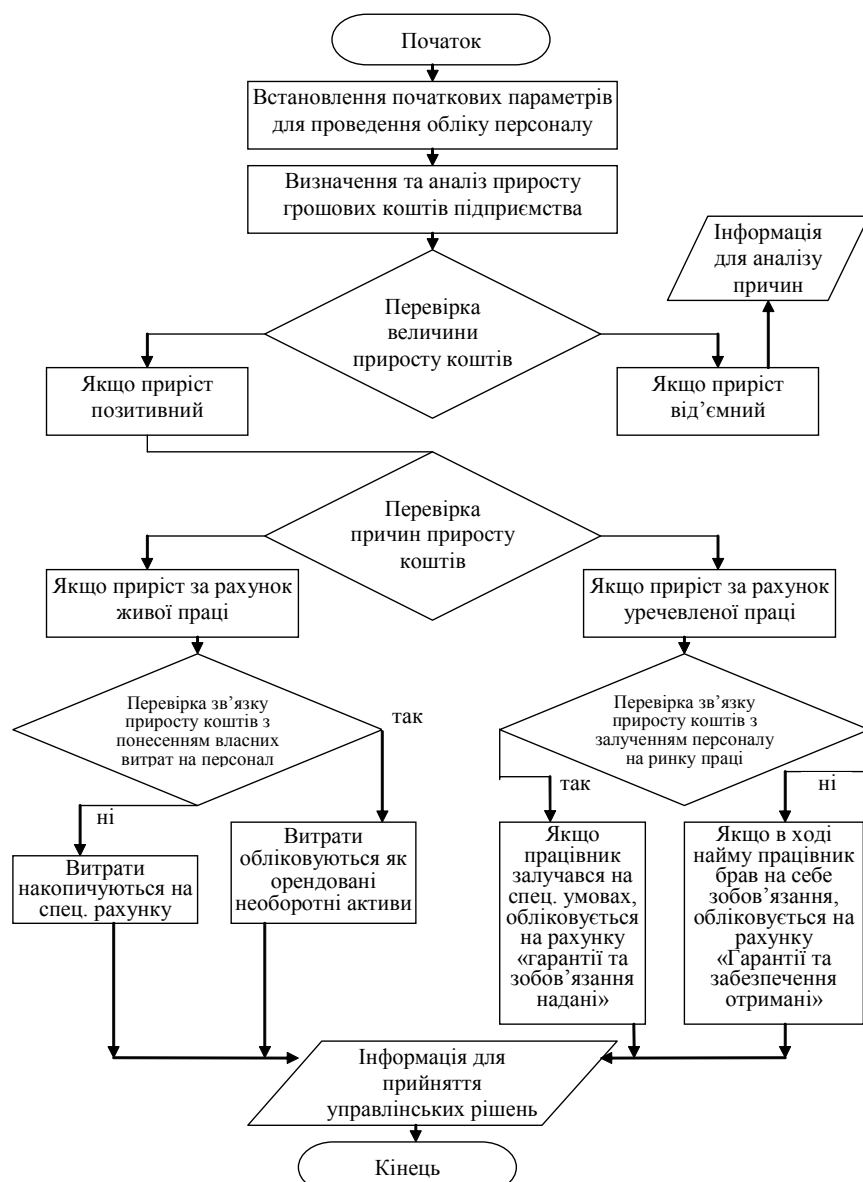 Початок
Встановлення початкових параметрів
для проведення обліку персоналу
Визначення та аналіз приросту
грошових коштів підприємства
Інформація
для аналізу
причин
Перевірка
величини
приросту коштів
Якщо приріст
позитивний
Якщо приріст
від’ємний
Перевірка
причин приросту
коштів
Якщо приріст за рахунок
живої праці
Якщо приріст за рахунок
уречевленої праці
Перевірка зв’язку
приросту коштів з
понесенням власних
витрат на персонал
так
ні
Перевірка зв’язку
приросту коштів з
залученням персоналу
на ринку праці
так
ні
Витрати
накопичуються на
спец. рахунку
Витрати
обліковуються як
орендовані
необоротні активи
Якщо
працівник
залучався на
спец. умовах,
обліковується
на рахунку
«гарантії та
зобов’язання
надані»
Якщо в ході
найму працівник
брав на себе
зобов’язання,
обліковується на
рахунку
«Гарантії та
забезпечення
отримані»
Інформація для
прийняття
управлінських рішень
Кінець